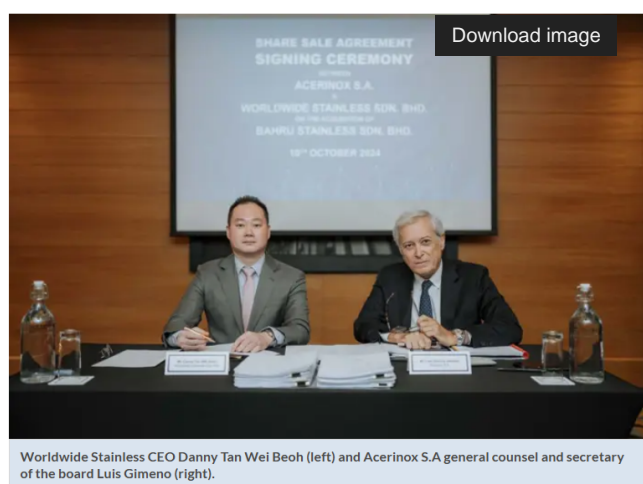 Download image
SHARE SALE AGREEMENT
SIGNING CEREMONY
BETWEEN
ACERINOX S.A.
&
WORLDWIDE STAINLESS SDN. BHD.
ON THE ACQUISITION OF
BAHRU STAINLESS SDN. BHD.
15ᵀᴴ OCTOBER 2024
Worldwide Stainless CEO Danny Tan Wei Beoh (left) and Acerinox S.A general counsel and secretary
of the board Luis Gimeno (right).